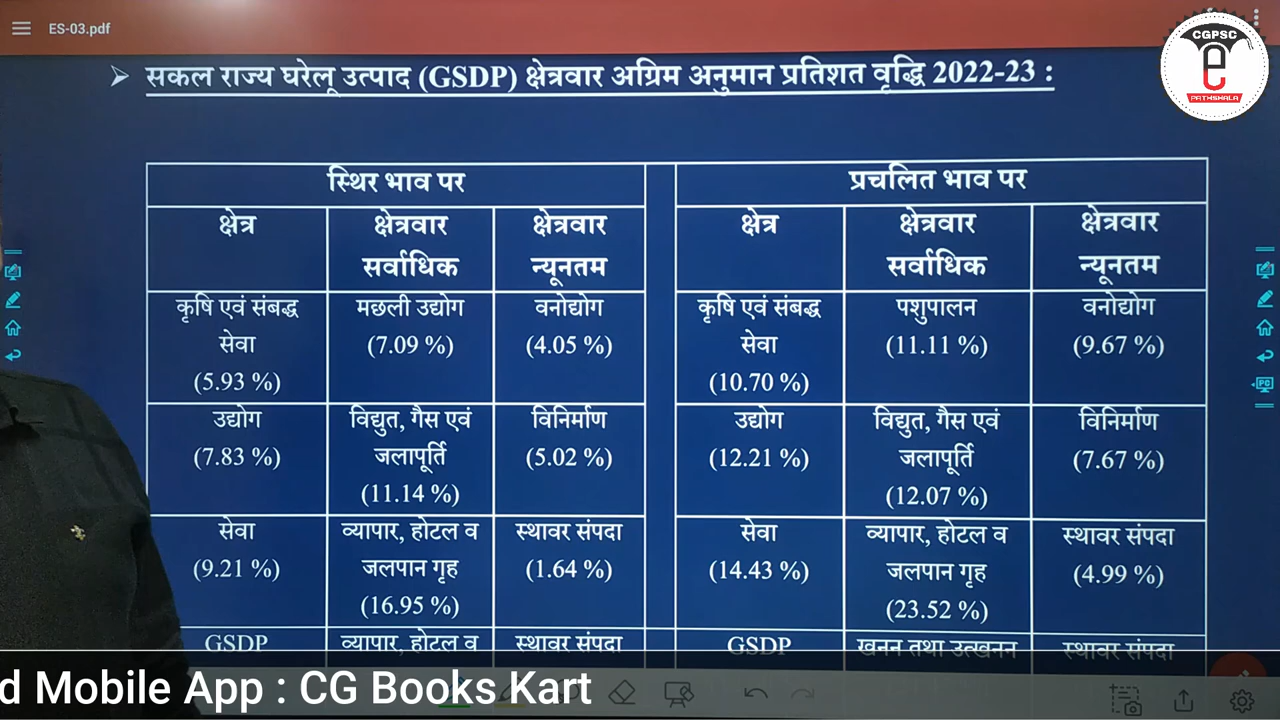 ES-03.pdf
CGPSC
e
PATHSHALA
➢ सकल राज्य घरेलू उत्पाद (GSDP) क्षेत्रवार अग्रिम अनुमान प्रतिशत वृद्धि 2022-23 :
स्थिर भाव पर
क्षेत्र
क्षेत्रवार
सर्वाधिक
क्षेत्रवार
न्यूनतम
कृषि एवं संबद्ध
सेवा
(5.93 %)
मछली उद्योग
(7.09 %)
वनोद्योग
(4.05 %)
उद्योग
(7.83 %)
विद्युत, गैस एवं
जलापूर्ति
(11.14 %)
विनिर्माण
(5.02 %)
सेवा
(9.21 %)
व्यापार, होटल व
जलपान गृह
(16.95 %)
स्थावर संपदा
(1.64 %)
GSDP
व्यापार, होटल व
स्थावर संपदा
प्रचलित भाव पर
क्षेत्र
क्षेत्रवार
सर्वाधिक
क्षेत्रवार
न्यूनतम
कृषि एवं संबद्ध
सेवा
(10.70 %)
पशुपालन
(11.11 %)
वनोद्योग
(9.67 %)
उद्योग
(12.21 %)
विद्युत, गैस एवं
जलापूर्ति
(12.07 %)
विनिर्माण
(7.67 %)
सेवा
(14.43 %)
व्यापार, होटल व
जलपान गृह
(23.52 %)
स्थावर संपदा
(4.99 %)
GSDP
खनन तथा उत्खनन
स्थावर संपदा
PC
d Mobile App : CG Books Kart